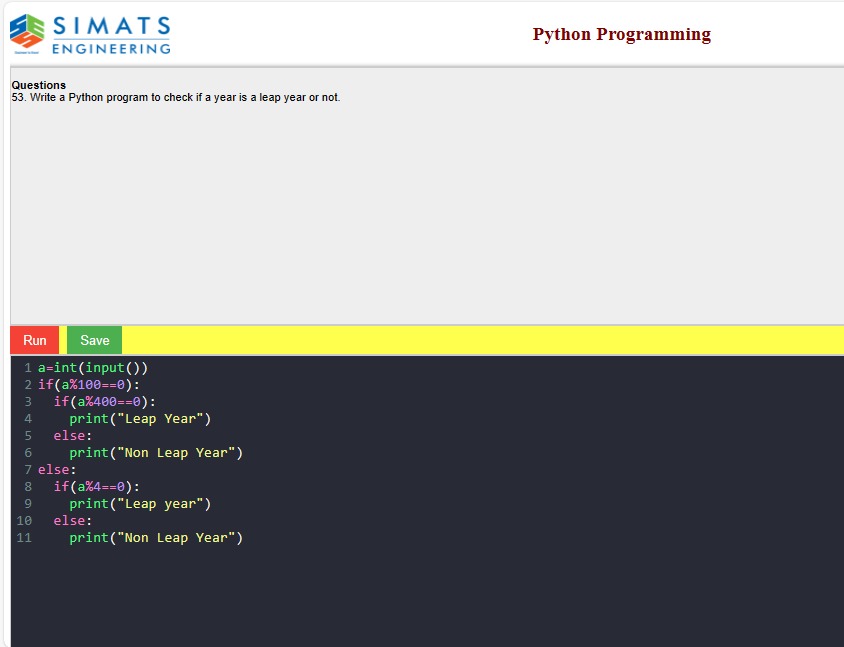 SIMATS
ENGINEERING
Python Programming
Questions
53. Write a Python program to check if a year is a leap year or not.
Run Save
1 a=int(input())
2 if(a%100==0):
3   if(a%400==0):
4     print("Leap Year")
5   else:
6     print("Non Leap Year")
7 else:
8   if(a%4==0):
9     print("Leap year")
10   else:
11     print("Non Leap Year")